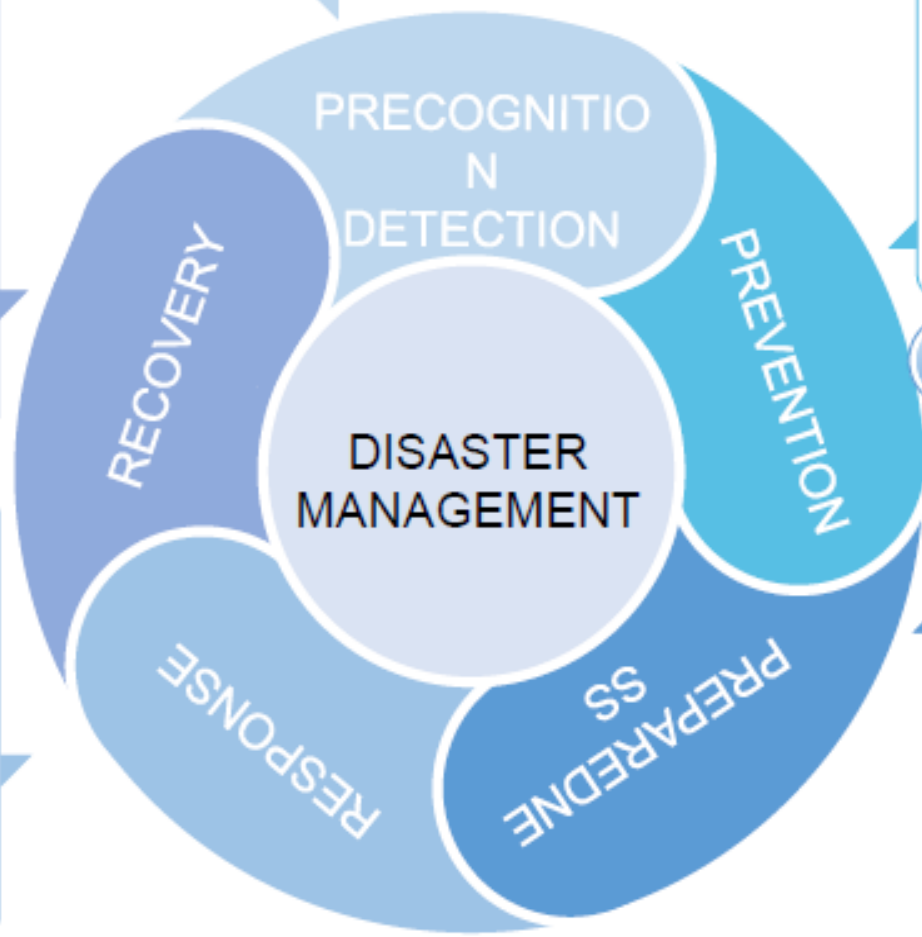 PRECOGNITIO
N
DETECTION
PREVENTION
PREPAREDNE
SS
RESPONSE
RECOVERY
DISASTER
MANAGEMENT